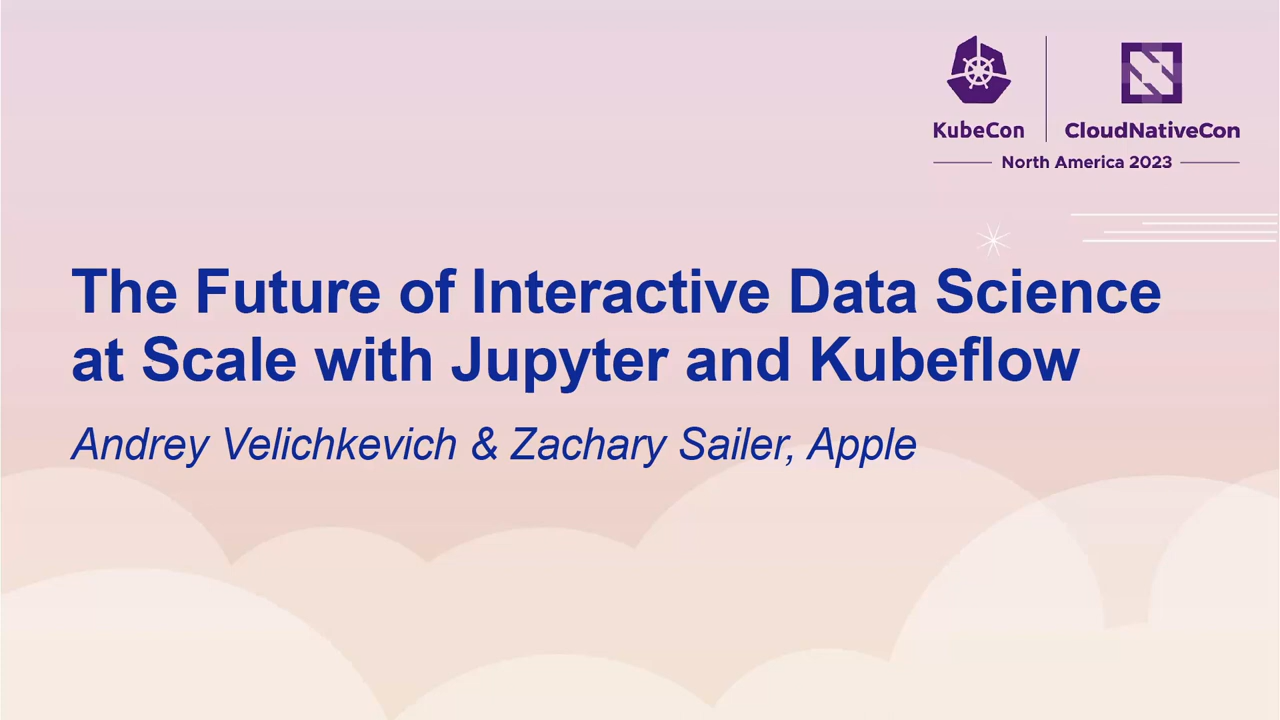 KubeCon
CloudNativeCon
North America 2023
The Future of Interactive Data Science
at Scale with Jupyter and Kubeflow
Andrey Velichkevich & Zachary Sailer, Apple